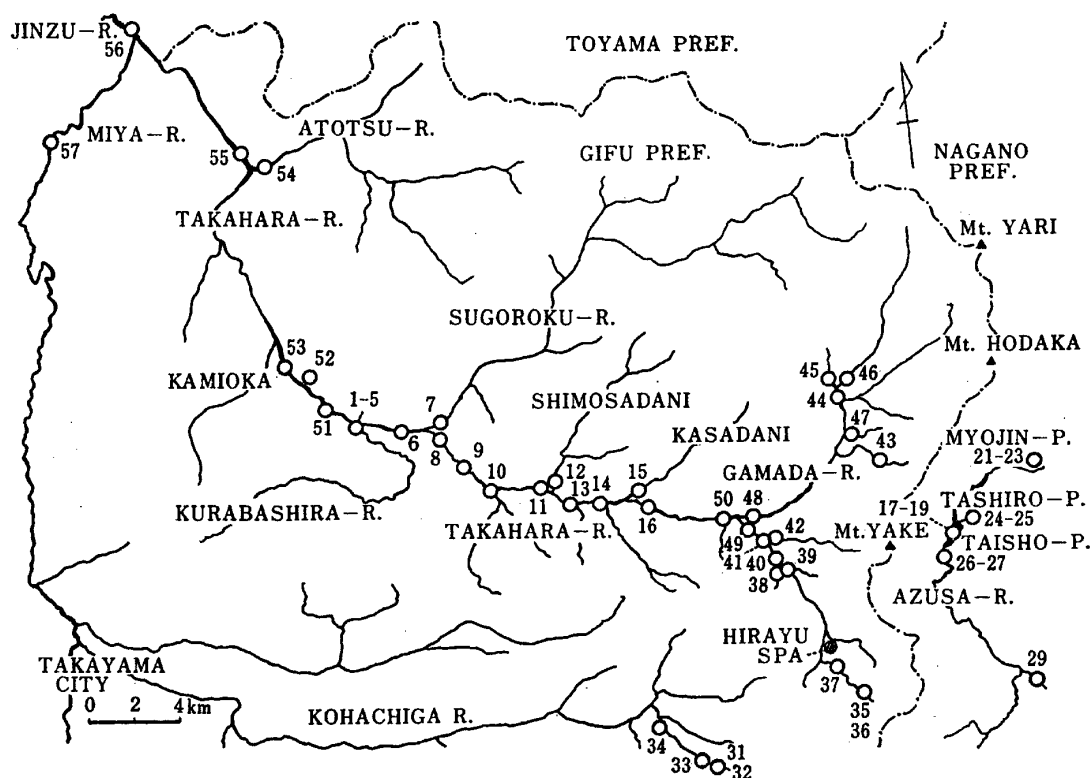 JINZU-R.
56
TOYAMA PREF.
MIYA-R.
57
ATOTSU-R.
55
54
GIFU PREF.
NAGANO
PREF.
TAKAHARA-R.
Mt. YARI
SUGOROKU-R.
53
52
KAMIOKA
1-5
51
6
7
8
9
10
SHIMOSADANI
12
11
13
14
15
16
KASADANI
45
46
44
47
43
Mt. HODAKA
MYOJIN-P.
21-23
GAMADA-R.
KURABASHIRA-R.
TAKAHARA-R.
50
48
49
42
41
40
39
38
17-19
TASHIRO-P.
24-25
Mt.YAKE
TAISHO-P.
26-27
AZUSA-R.
HIRAYU
SPA
37
35
36
29
TAKAYAMA
CITY
0 2 4km
KOHACHIGA R.
34
33
31
32